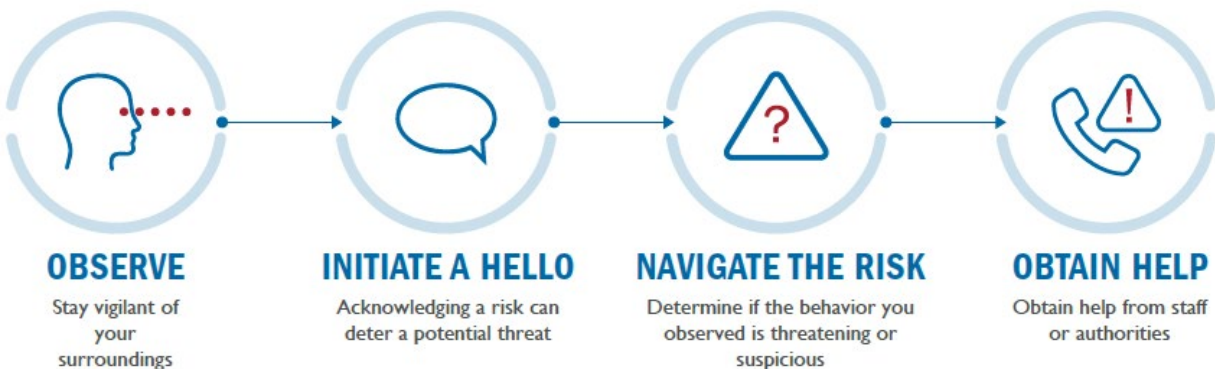 ?
!
OBSERVE
Stay vigilant of
your
surroundings
INITIATE A HELLO
Acknowledging a risk can
deter a potential threat
NAVIGATE THE RISK
Determine if the behavior you
observed is threatening or
suspicious
OBTAIN HELP
Obtain help from staff
or authorities